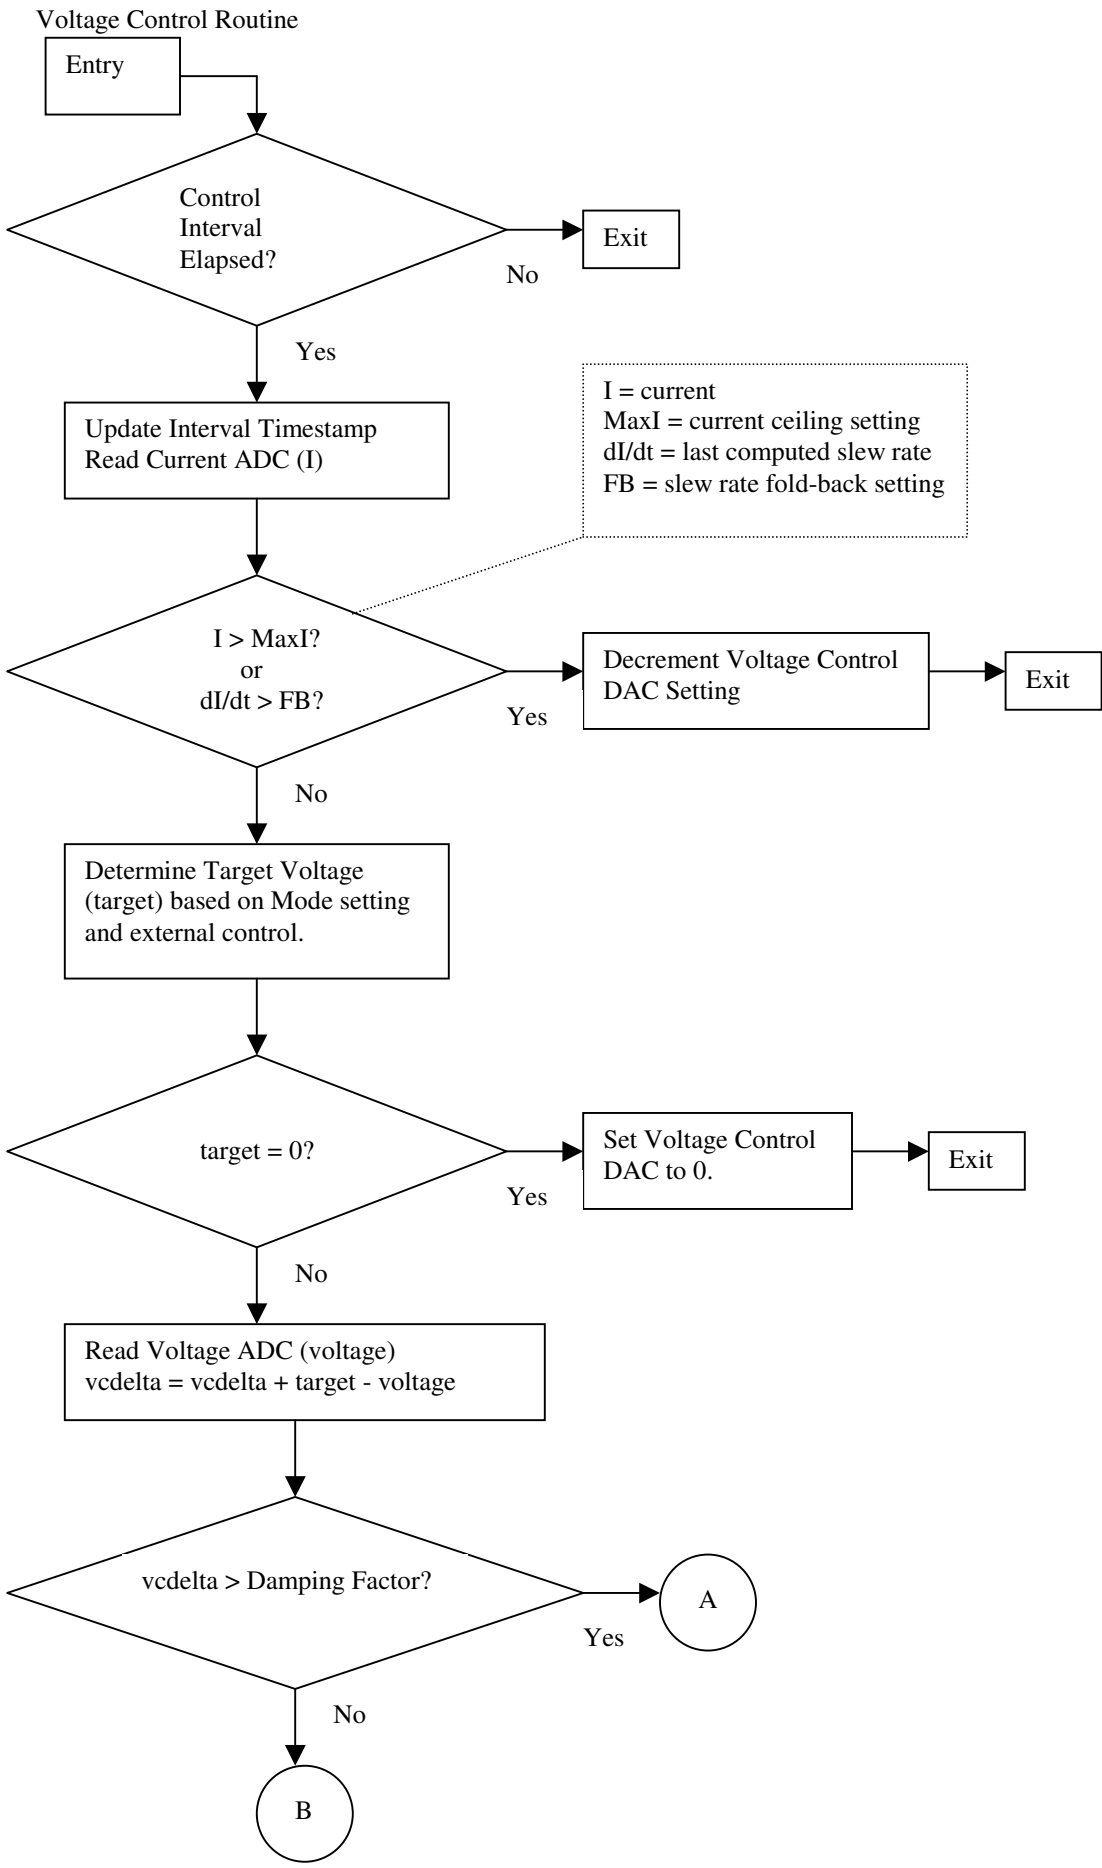 Voltage Control Routine
Entry
Control
Interval
Elapsed?
Exit
No
Yes
Update Interval Timestamp
Read Current ADC (I)
I = current
MaxI = current ceiling setting
dI/dt = last computed slew rate
FB = slew rate fold-back setting
I > MaxI?
or
dI/dt > FB?
Yes
Decrement Voltage Control
DAC Setting
Exit
No
Determine Target Voltage
(target) based on Mode setting
and external control.
target = 0?
Yes
Set Voltage Control
DAC to 0.
Exit
No
Read Voltage ADC (voltage)
vcdelta = vcdelta + target - voltage
vcdelta > Damping Factor?
Yes
A
No
B